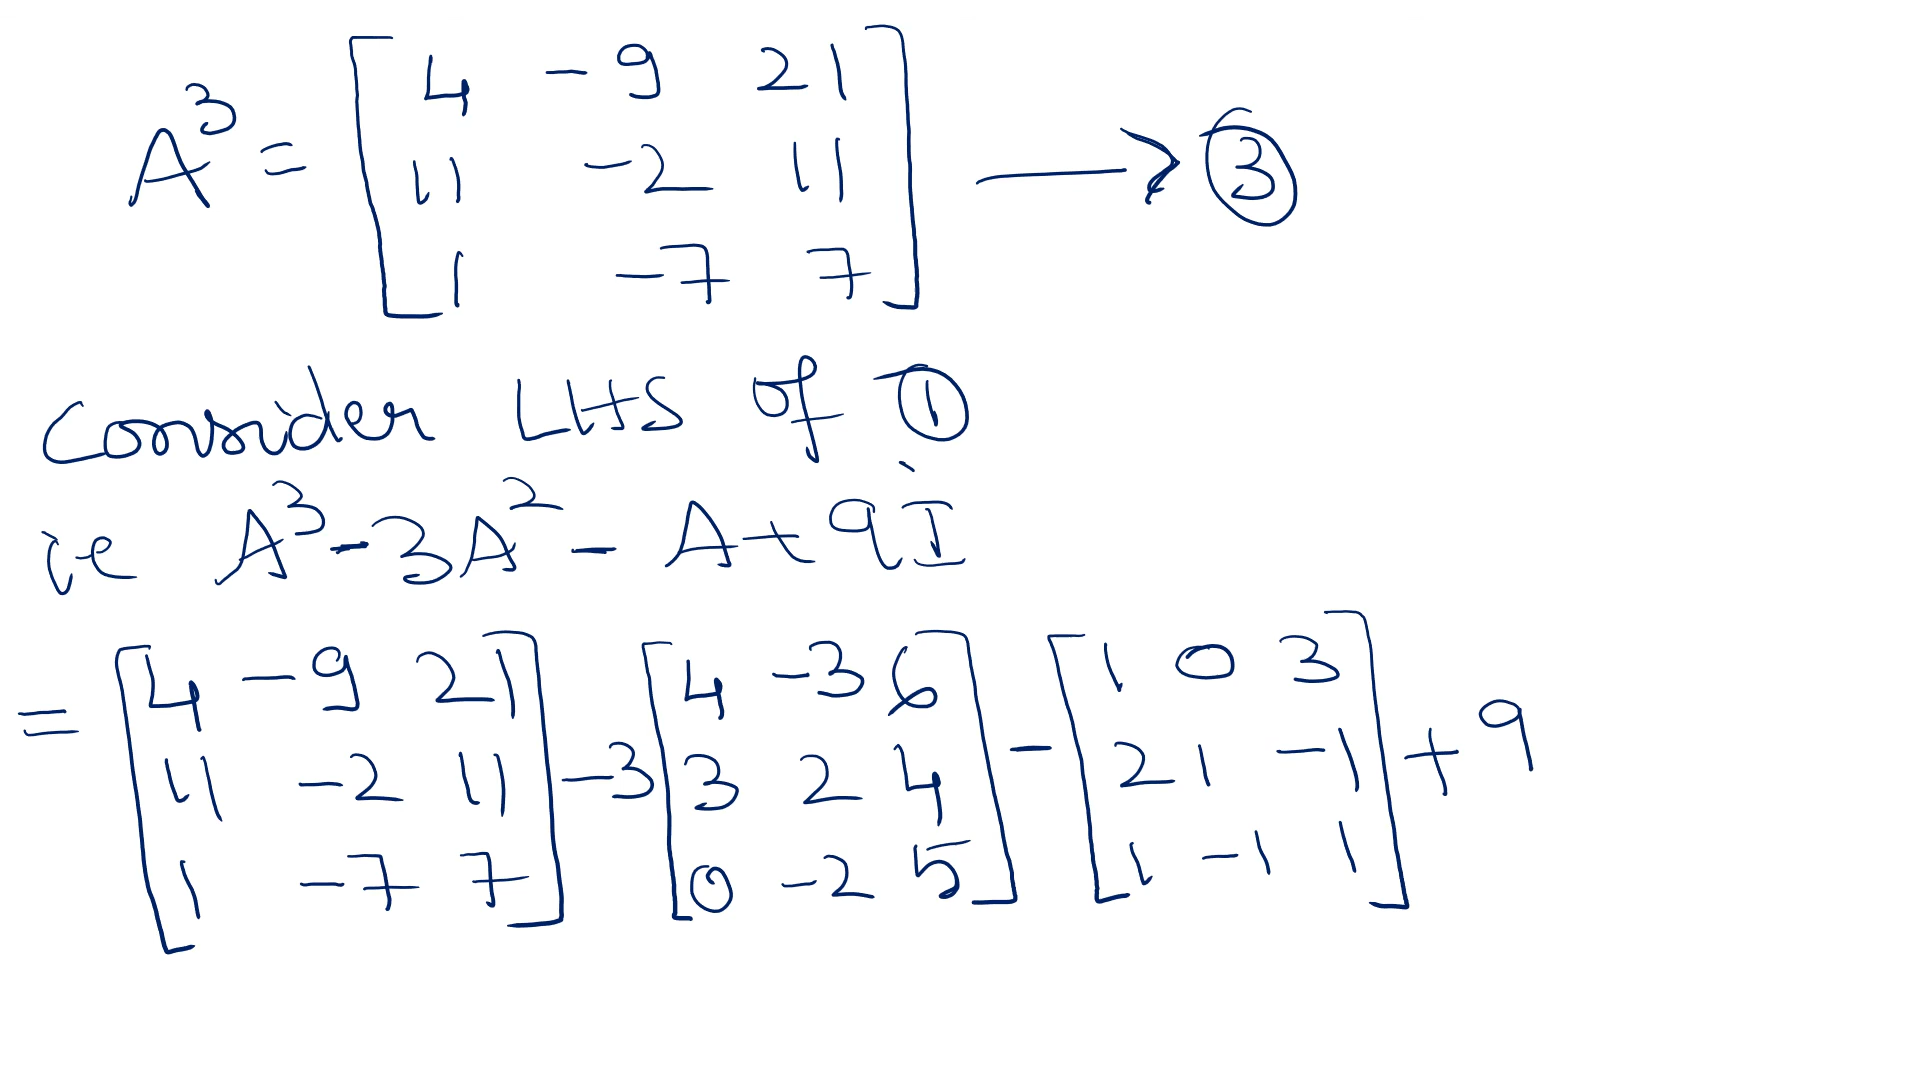 A³ = [ 4 -9 21
11 -2 11 → ③
1 -7 7 ]
Consider LHS of ①
ie A³ - 3A² - A + 9I
= [ 4 -9 21 [ 4 -3 6 [ 1 0 3
11 -2 11 ] -3 3 2 4 ] - 2 1 -1 ] + 9
1 -7 7 ] 0 -2 5 ] 1 -1 1 ]